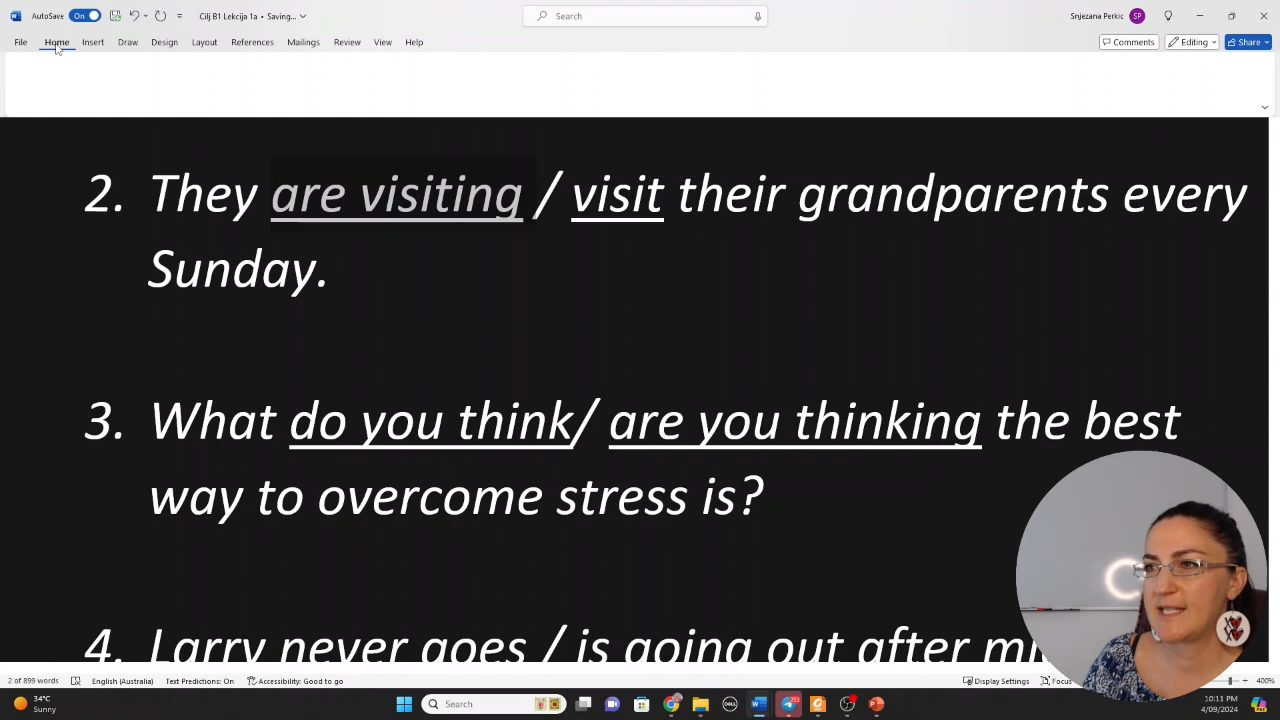 AutoSave On Cilj B1 Lekcija 1a • Saving... Search Snjezana Perkic SP
File Home Insert Draw Design Layout References Mailings Review View Help Comments Editing Share
2. They are visiting / visit their grandparents every
Sunday.
3. What do you think/ are you thinking the best
way to overcome stress is?
4. Larry never goes / is going out after
2 of 899 words English (Australia) Text Predictions: On Accessibility: Good to go Display Settings Focus 400%
34°C
Sunny
Search
10:11 PM
4/09/2024